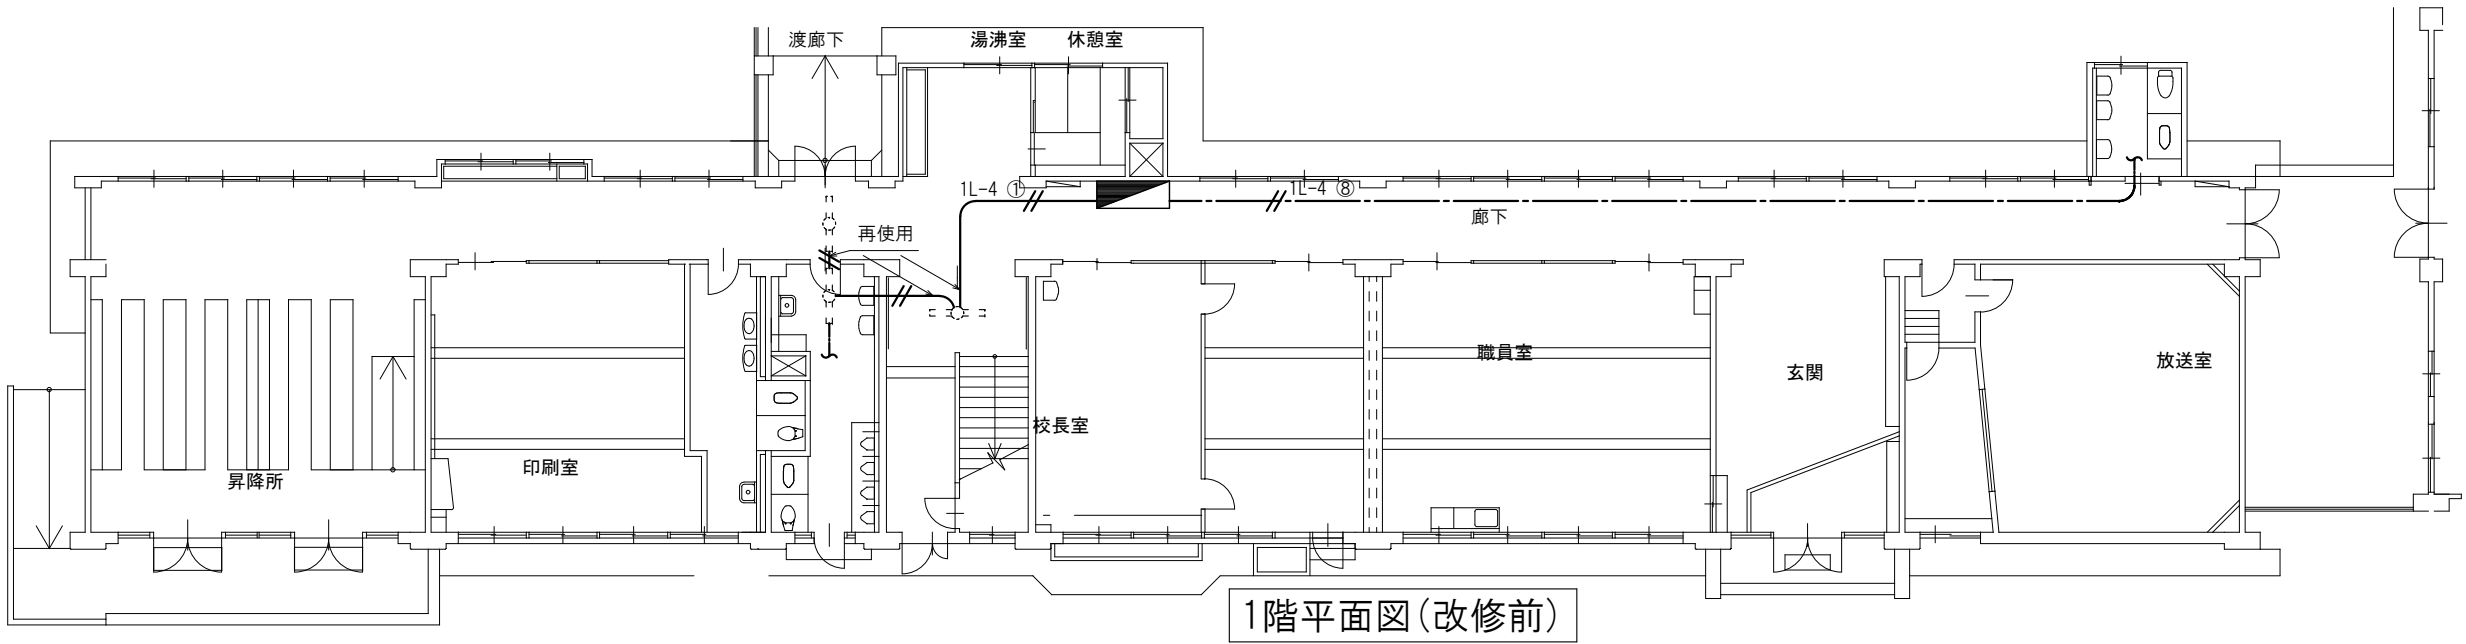 渡廊下
湯沸室
休憩室
1L-4 ①
1L-4 ⑧
廊下
再使用
職員室
放送室
玄関
校長室
印刷室
昇降所
1階平面図(改修前)